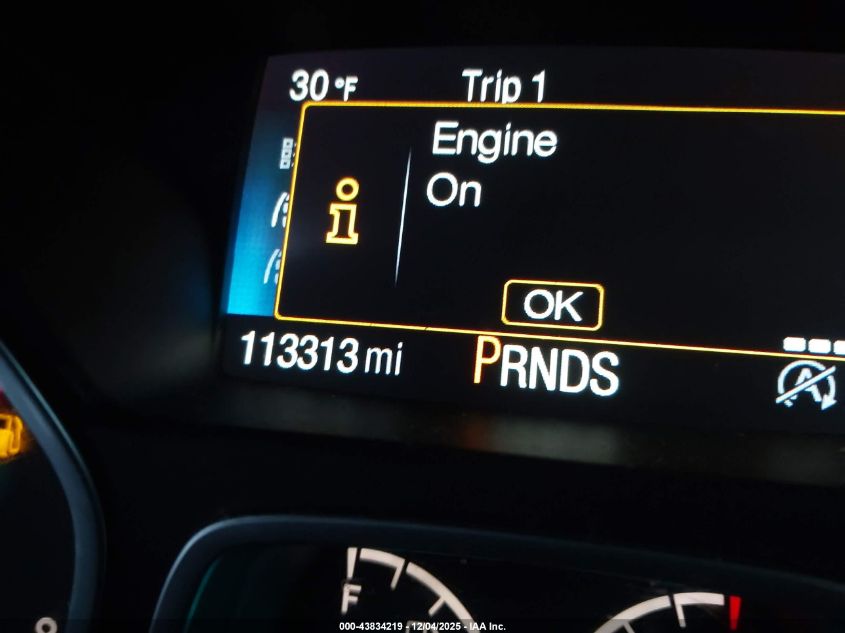 30 °F Trip 1
Engine
On
OK
113313 mi PRNDS
A
F
000-43834219 - 12/04/2025 - IAA Inc.